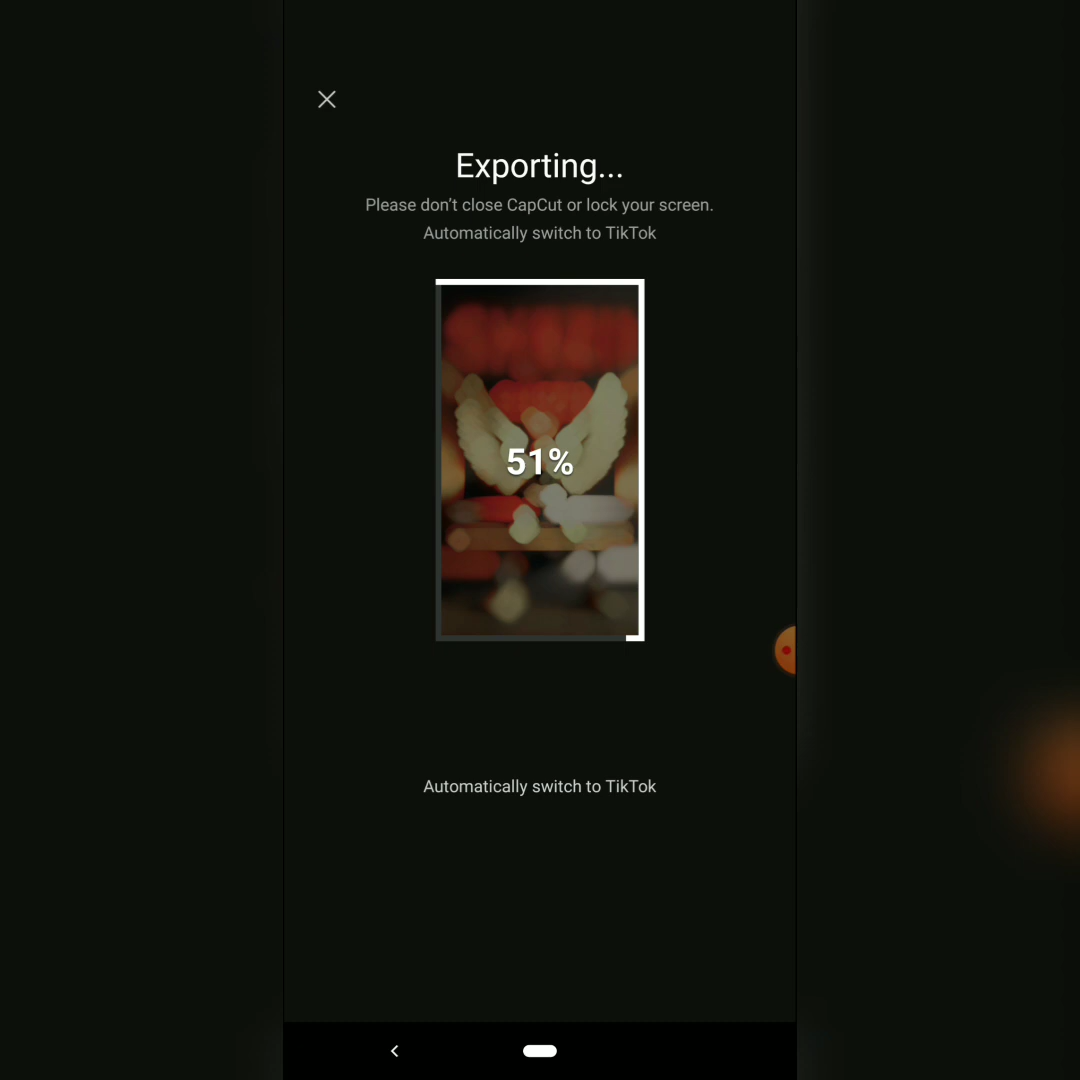 Exporting...
Please don't close CapCut or lock your screen.
Automatically switch to TikTok
51%
Automatically switch to TikTok